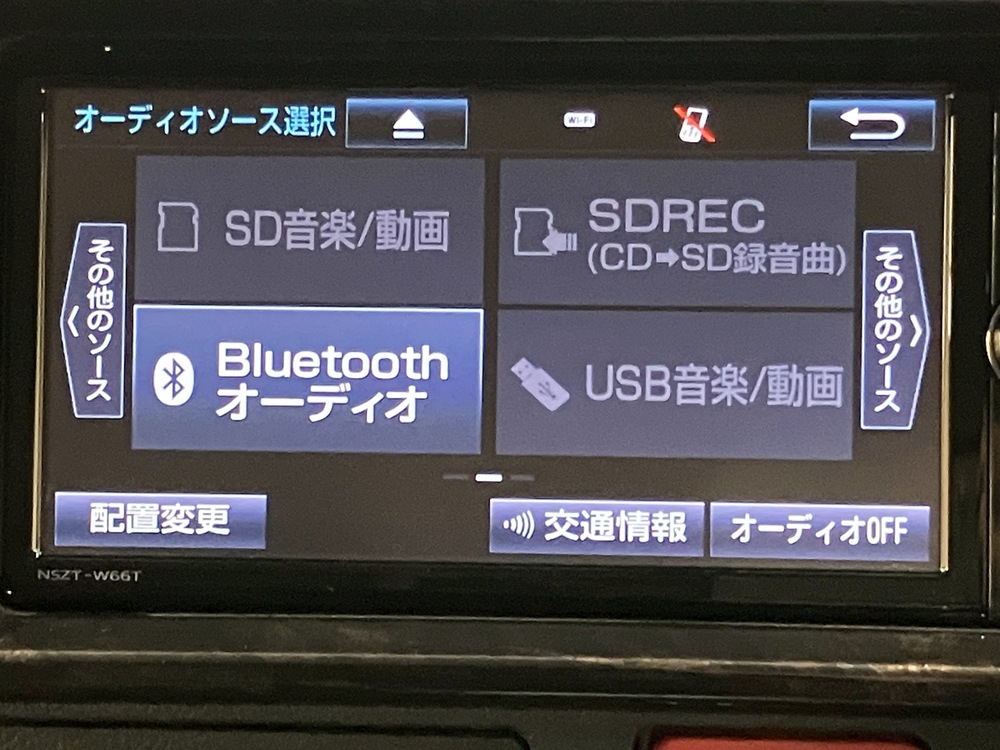 オーディオソース選択
Wi-Fi
SD音楽/動画
SDREC
(CD➡SD録音曲)
その他のソース
Bluetooth
オーディオ
USB音楽/動画
その他のソース
配置変更
交通情報
オーディオOFF
NSZT-W66T